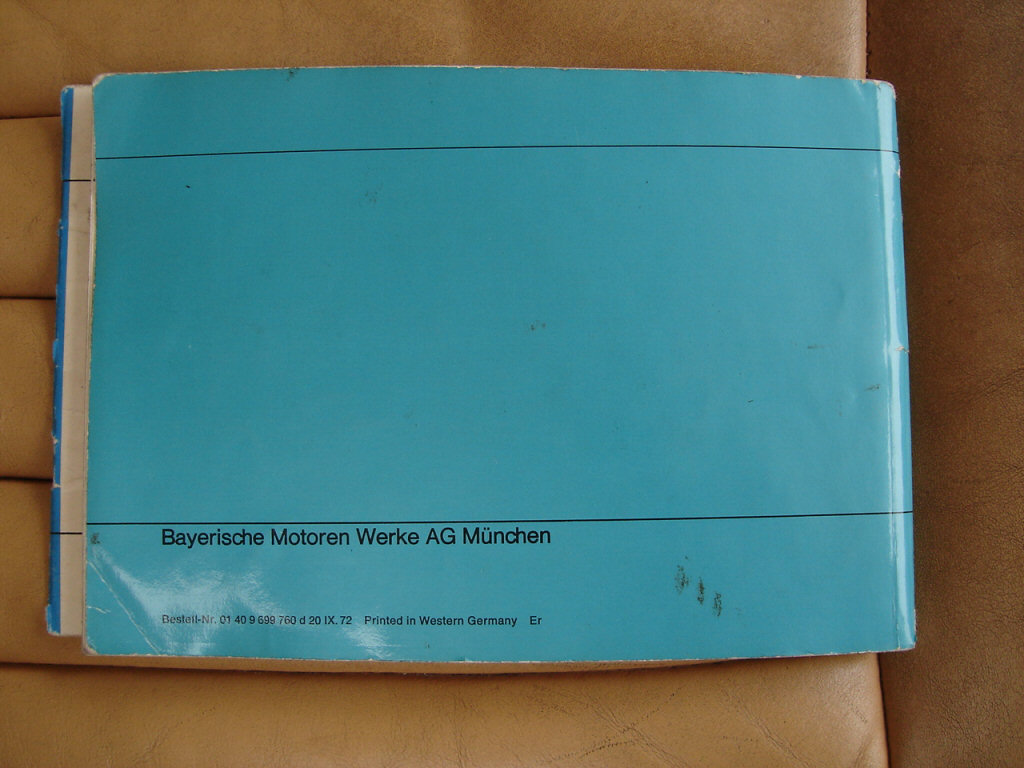 Bayerische Motoren Werke AG München
Bestell-Nr. 01 40 9 699 760 d 20 IX. 72 Printed in Western Germany Er